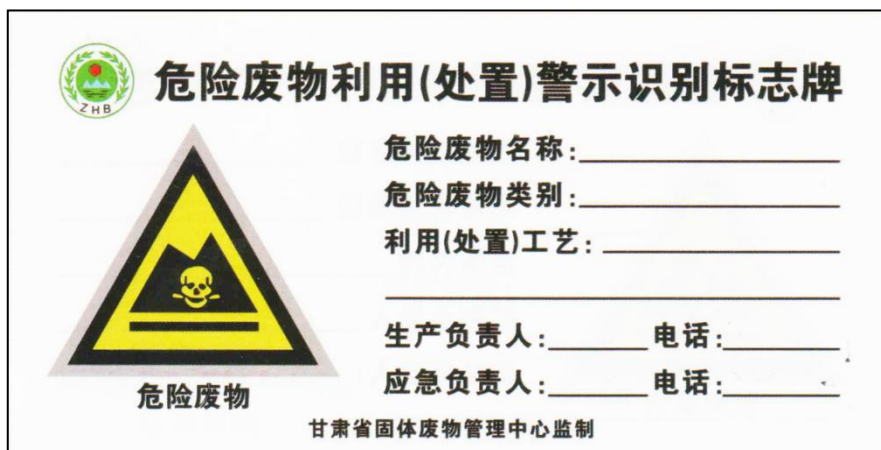 危险废物利用(处置)警示识别标志牌
ZHB
危险废物名称:
危险废物类别:
利用(处置)工艺:
生产负责人: 电话:
应急负责人: 电话:
危险废物
甘肃省固体废物管理中心监制